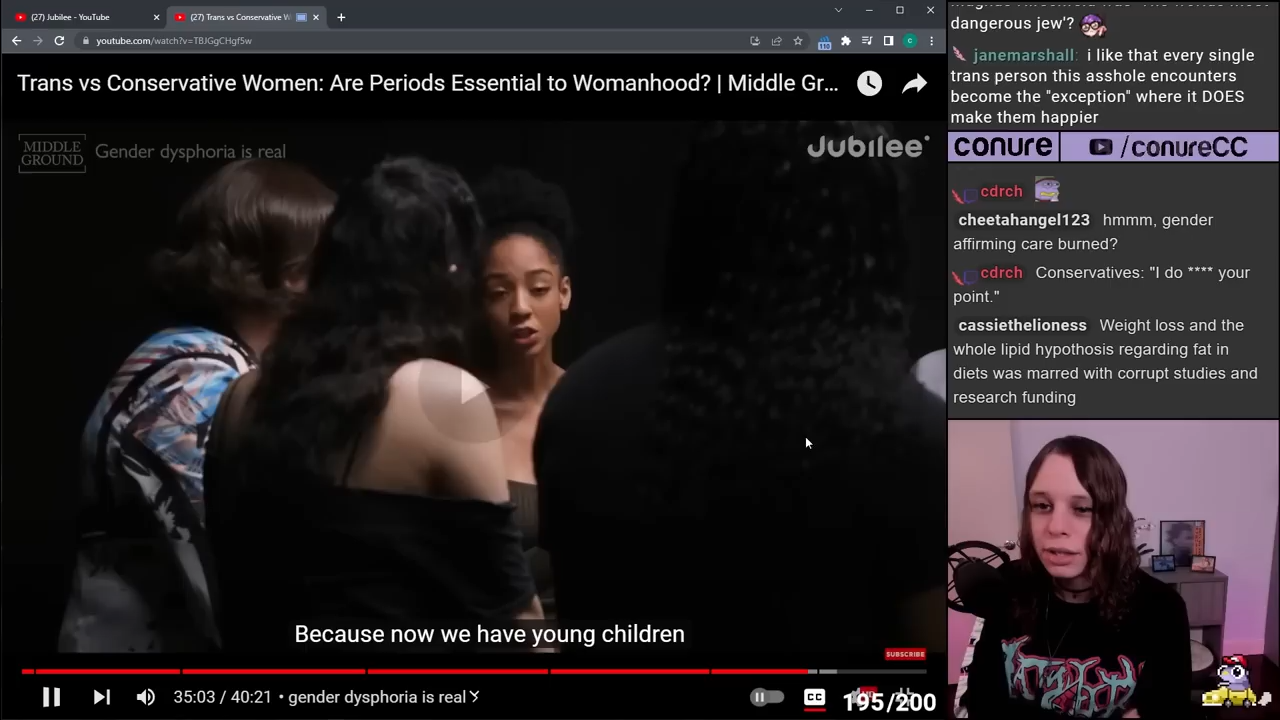 (27) Jubilee - YouTube
(27) Trans vs Conservative W
youtube.com/watch?v=TBJGgCHgf5w
Trans vs Conservative Women: Are Periods Essential to Womanhood? | Middle Gr...
MIDDLE
GROUND
Gender dysphoria is real
Jubilee
Because now we have young children
SUBSCRIBE
35:03 / 40:21 • gender dysphoria is real
CC
195/200
dangerous jew'?
janemarshall: i like that every single
trans person this asshole encounters
become the "exception" where it DOES
make them happier
conure
/conureCC
cdrch
cheetahangel123 hmmm, gender
affirming care burned?
cdrch Conservatives: "I do **** your
point."
cassiethelioness Weight loss and the
whole lipid hypothesis regarding fat in
diets was marred with corrupt studies and
research funding